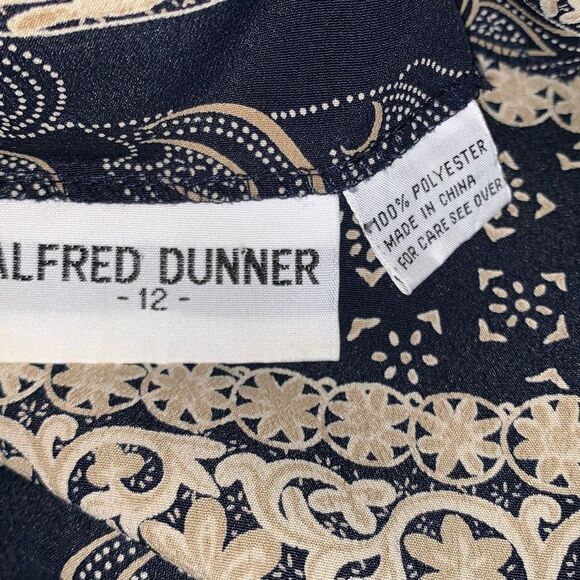 ALFRED DUNNER
- 12 -
100% POLYESTER
MADE IN CHINA
FOR CARE SEE OVER